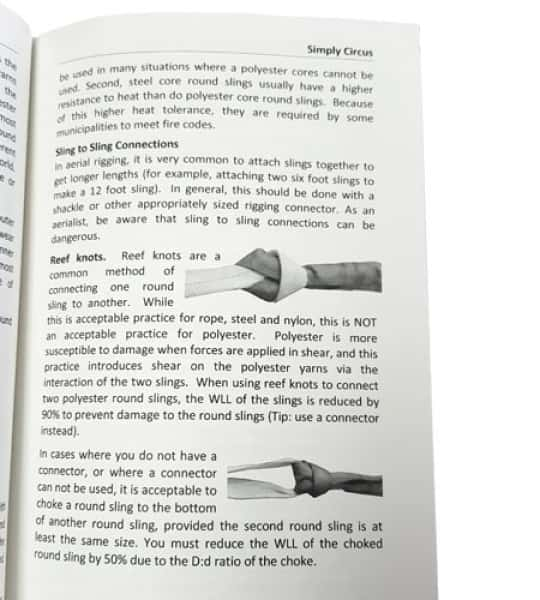 Simply Circus
be used in many situations where a polyester cores cannot be
used. Second, steel core round slings usually have a higher
resistance to heat than do polyester core round slings. Because
of this higher heat tolerance, they are required by some
municipalities to meet fire codes.
Sling to Sling Connections
In aerial rigging, it is very common to attach slings together to
get longer lengths (for example, attaching two six foot slings to
make a 12 foot sling). In general, this should be done with a
shackle or other appropriately sized rigging connector. As an
aerialist, be aware that sling to sling connections can be
dangerous.
Reef knots. Reef knots are a
common method of
connecting one round
sling to another. While
this is acceptable practice for rope, steel and nylon, this is NOT
an acceptable practice for polyester. Polyester is more
susceptible to damage when forces are applied in shear, and this
practice introduces shear on the polyester yarns via the
interaction of the two slings. When using reef knots to connect
two polyester round slings, the WLL of the slings is reduced by
90% to prevent damage to the round slings (Tip: use a connector
instead).
In cases where you do not have a
connector, or where a connector
can not be used, it is acceptable to
choke a round sling to the bottom
of another round sling, provided the second round sling is at
least the same size. You must reduce the WLL of the choked
round sling by 50% due to the D:d ratio of the choke.